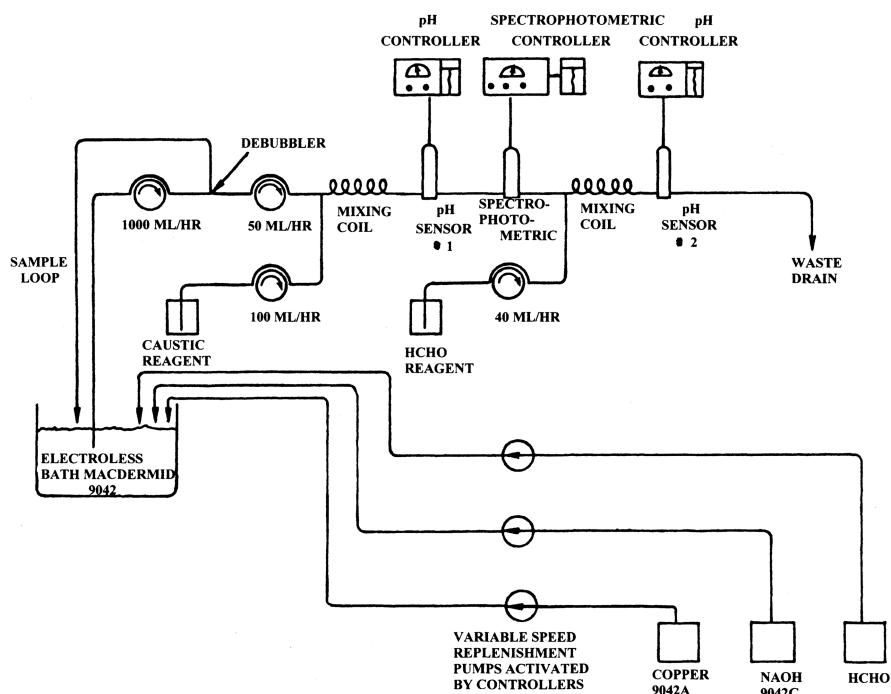 pH
CONTROLLER
SPECTROPHOTOMETRIC
CONTROLLER
pH
CONTROLLER
DEBUBBLER
1000 ML/HR
50 ML/HR
MIXING
COIL
pH
SENSOR
# 1
SPECTRO-
PHOTO-
METRIC
MIXING
COIL
pH
SENSOR
# 2
SAMPLE
LOOP
WASTE
DRAIN
100 ML/HR
40 ML/HR
CAUSTIC
REAGENT
HCHO
REAGENT
ELECTROLESS
BATH MACDERMID
9042
VARIABLE SPEED
REPLENISHMENT
PUMPS ACTIVATED
BY CONTROLLERS
COPPER
9042A
NAOH
9042C
HCHO